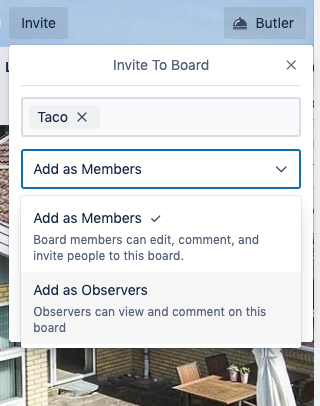 Invite
Butler
Invite To Board
Taco
Add as Members
Add as Members
Board members can edit, comment, and
invite people to this board.
Add as Observers
Observers can view and comment on this
board